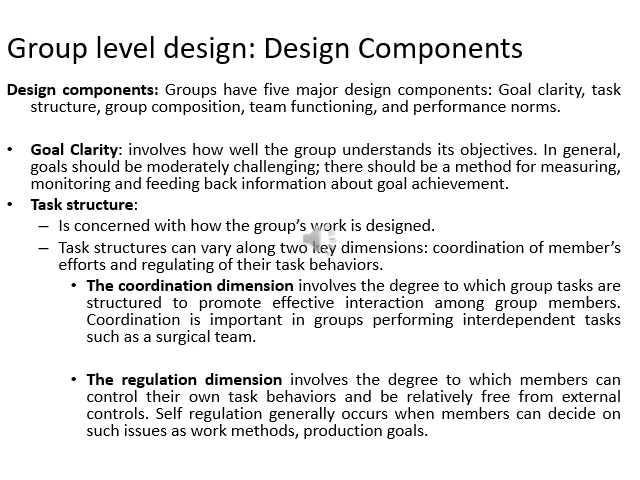 Group level design: Design Components
Design components: Groups have five major design components: Goal clarity, task
structure, group composition, team functioning, and performance norms.
• Goal Clarity: involves how well the group understands its objectives. In general,
goals should be moderately challenging; there should be a method for measuring,
monitoring and feeding back information about goal achievement.
• Task structure:
– Is concerned with how the group’s work is designed.
– Task structures can vary along two key dimensions: coordination of member’s
efforts and regulating of their task behaviors.
• The coordination dimension involves the degree to which group tasks are
structured to promote effective interaction among group members.
Coordination is important in groups performing interdependent tasks
such as a surgical team.
• The regulation dimension involves the degree to which members can
control their own task behaviors and be relatively free from external
controls. Self regulation generally occurs when members can decide on
such issues as work methods, production goals.